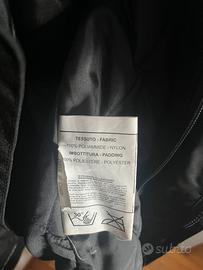 TESSUTO - FABRIC
100% POLIAMMIDE - NYLON
IMBOTTITURA - PADDING
100% POLIESTERE - POLYESTER
subito